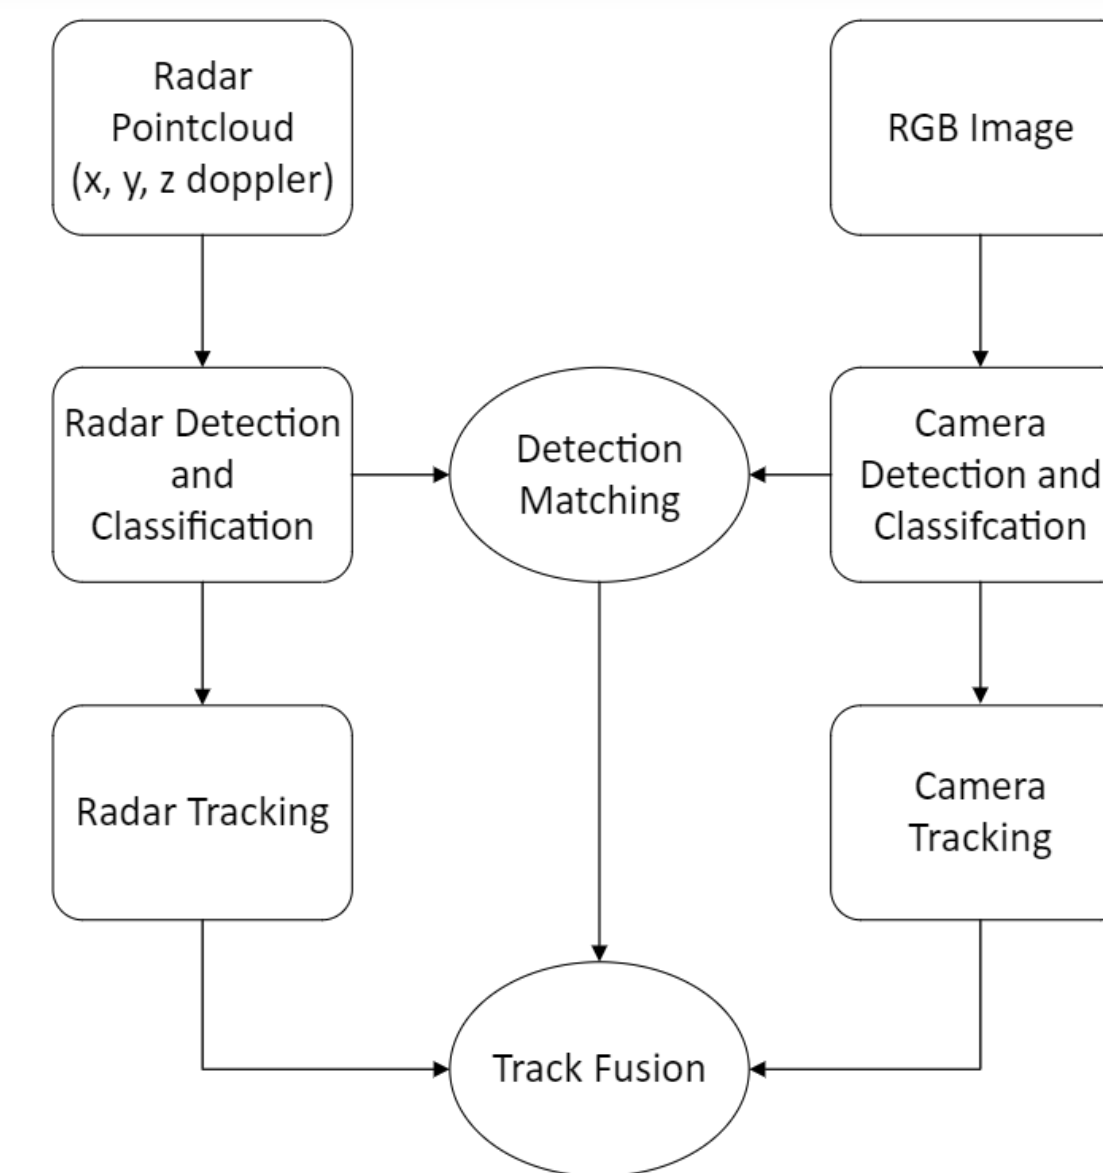 Radar
Pointcloud
(x, y, z doppler)
RGB Image
Radar Detection
and
Classification
Detection
Matching
Camera
Detection and
Classifcation
Radar Tracking
Camera
Tracking
Track Fusion